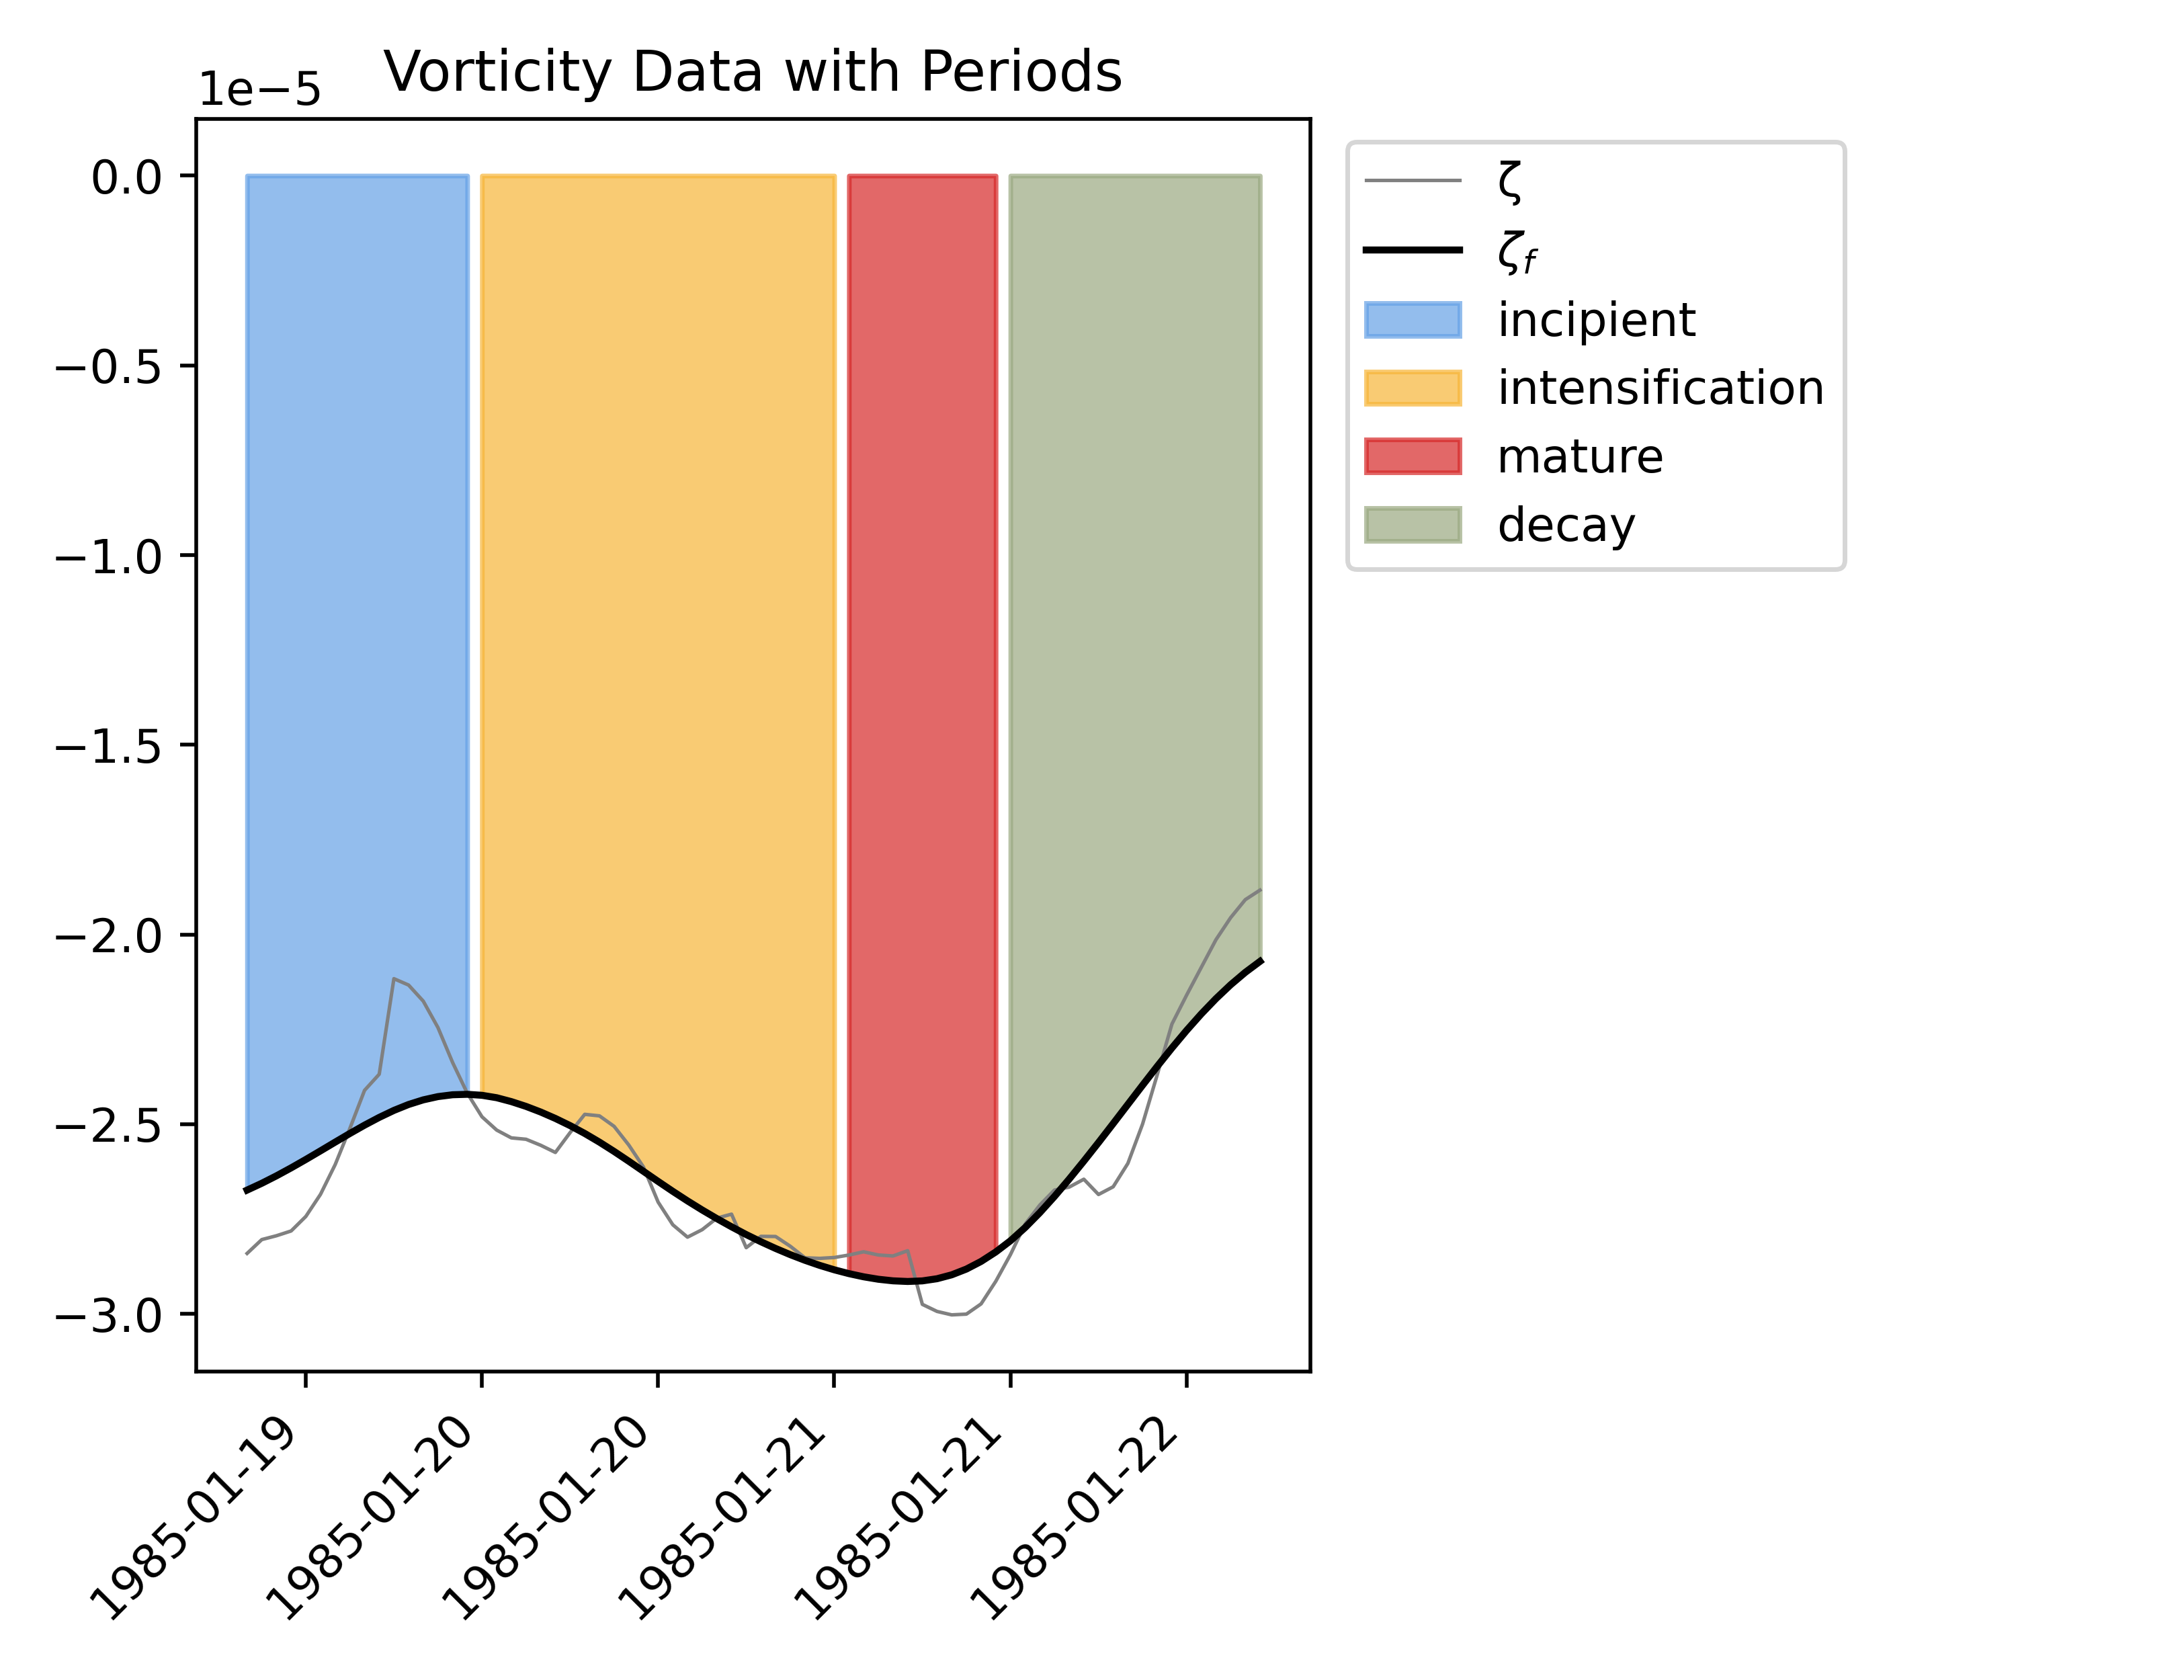 Vorticity Data with Periods
1e−5
0.0
−0.5
−1.0
−1.5
−2.0
−2.5
−3.0
1985-01-19
1985-01-20
1985-01-20
1985-01-21
1985-01-21
1985-01-22
ζ
ζf
incipient
intensification
mature
decay